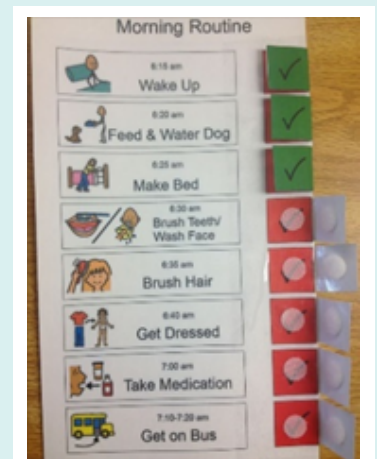 Morning Routine
6:15 am
Wake Up
6:20 am
Feed & Water Dog
6:25 am
Make Bed
6:30 am
Brush Teeth/
Wash Face
6:35 am
Brush Hair
6:40 am
Get Dressed
7:00 am
Take Medication
7:10-7:20 am
Get on Bus